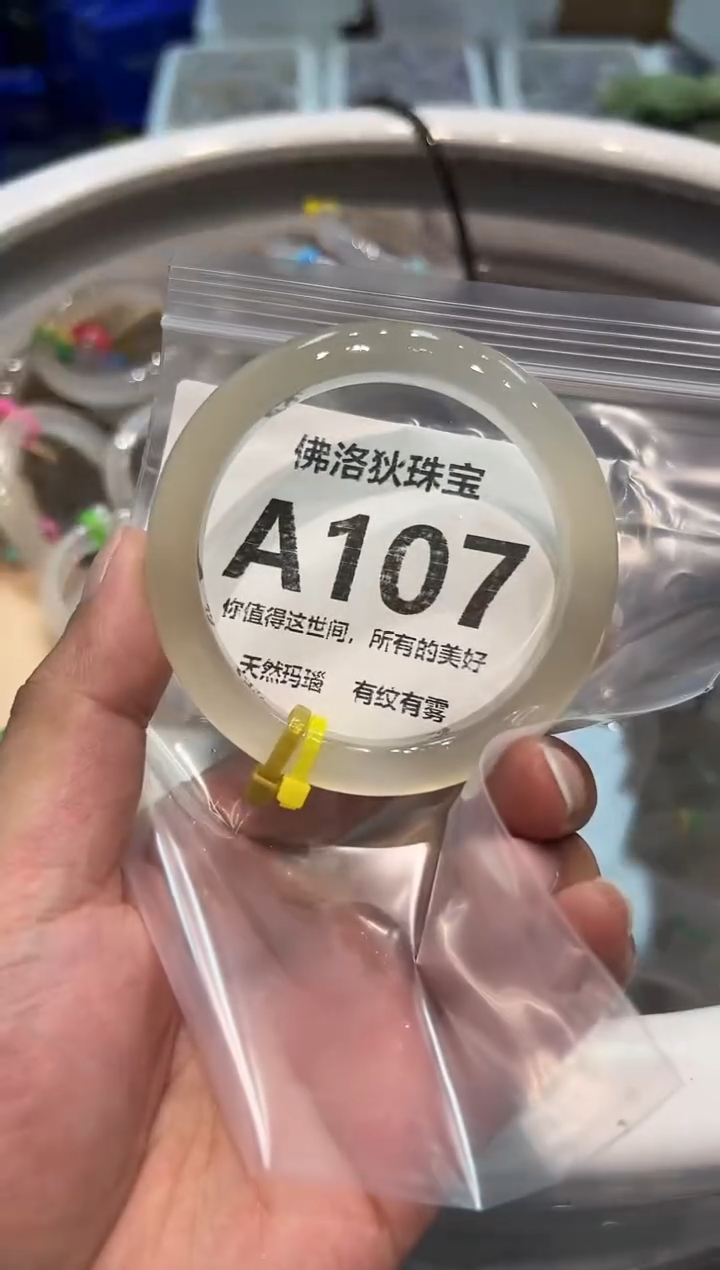 佛洛狄珠宝
A107
你值得这世间，所有的美好
天然玛瑙 有纹有雾